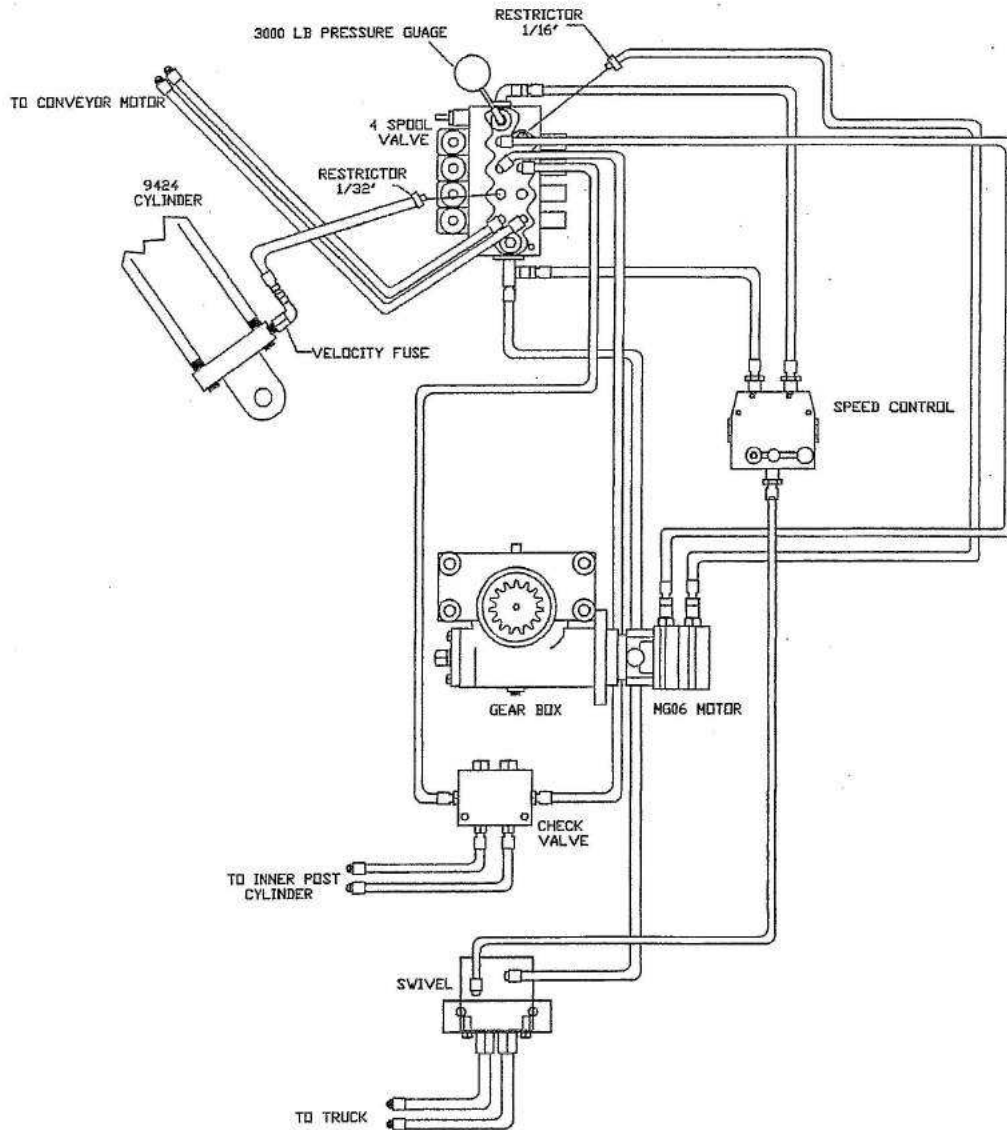 RESTRICTOR
1/16"
3000 LB PRESSURE GUAGE
TO CONVEYOR MOTOR
4 SPOOL
VALVE
RESTRICTOR
1/32"
9424
CYLINDER
VELOCITY FUSE
SPEED CONTROL
GEAR BOX
MG06 MOTOR
CHECK
VALVE
TO INNER POST
CYLINDER
SWIVEL
TO TRUCK